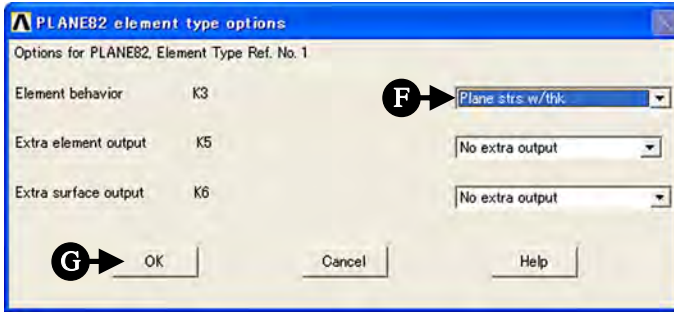 PLANE82 element type options
Options for PLANE82, Element Type Ref. No. 1
Element behavior K3 F Plane strs w/thk
Extra element output K5 No extra output
Extra surface output K6 No extra output
G OK Cancel Help